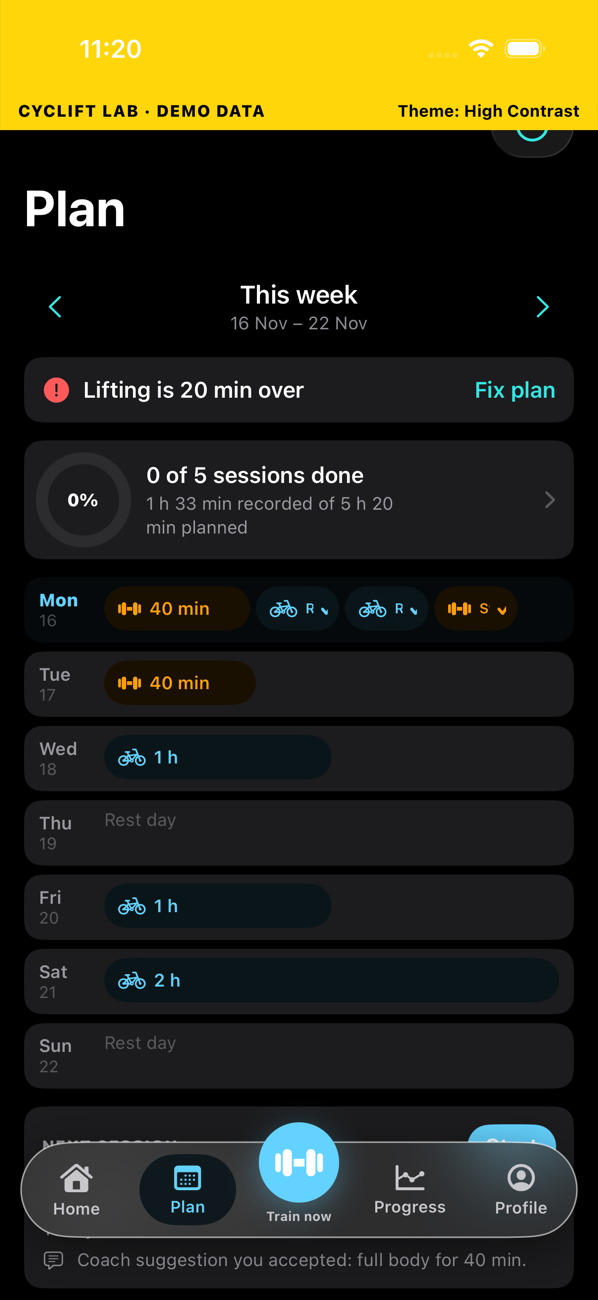 11:20
CYCLIFT LAB · DEMO DATA
Theme: High Contrast
Plan
This week
16 Nov – 22 Nov
Lifting is 20 min over
Fix plan
0%
0 of 5 sessions done
1 h 33 min recorded of 5 h 20
min planned
Mon
16
40 min
R
R
S
Tue
17
40 min
Wed
18
1 h
Thu
19
Rest day
Fri
20
1 h
Sat
21
2 h
Sun
22
Rest day
Home
Plan
Train now
Progress
Profile
Coach suggestion you accepted: full body for 40 min.